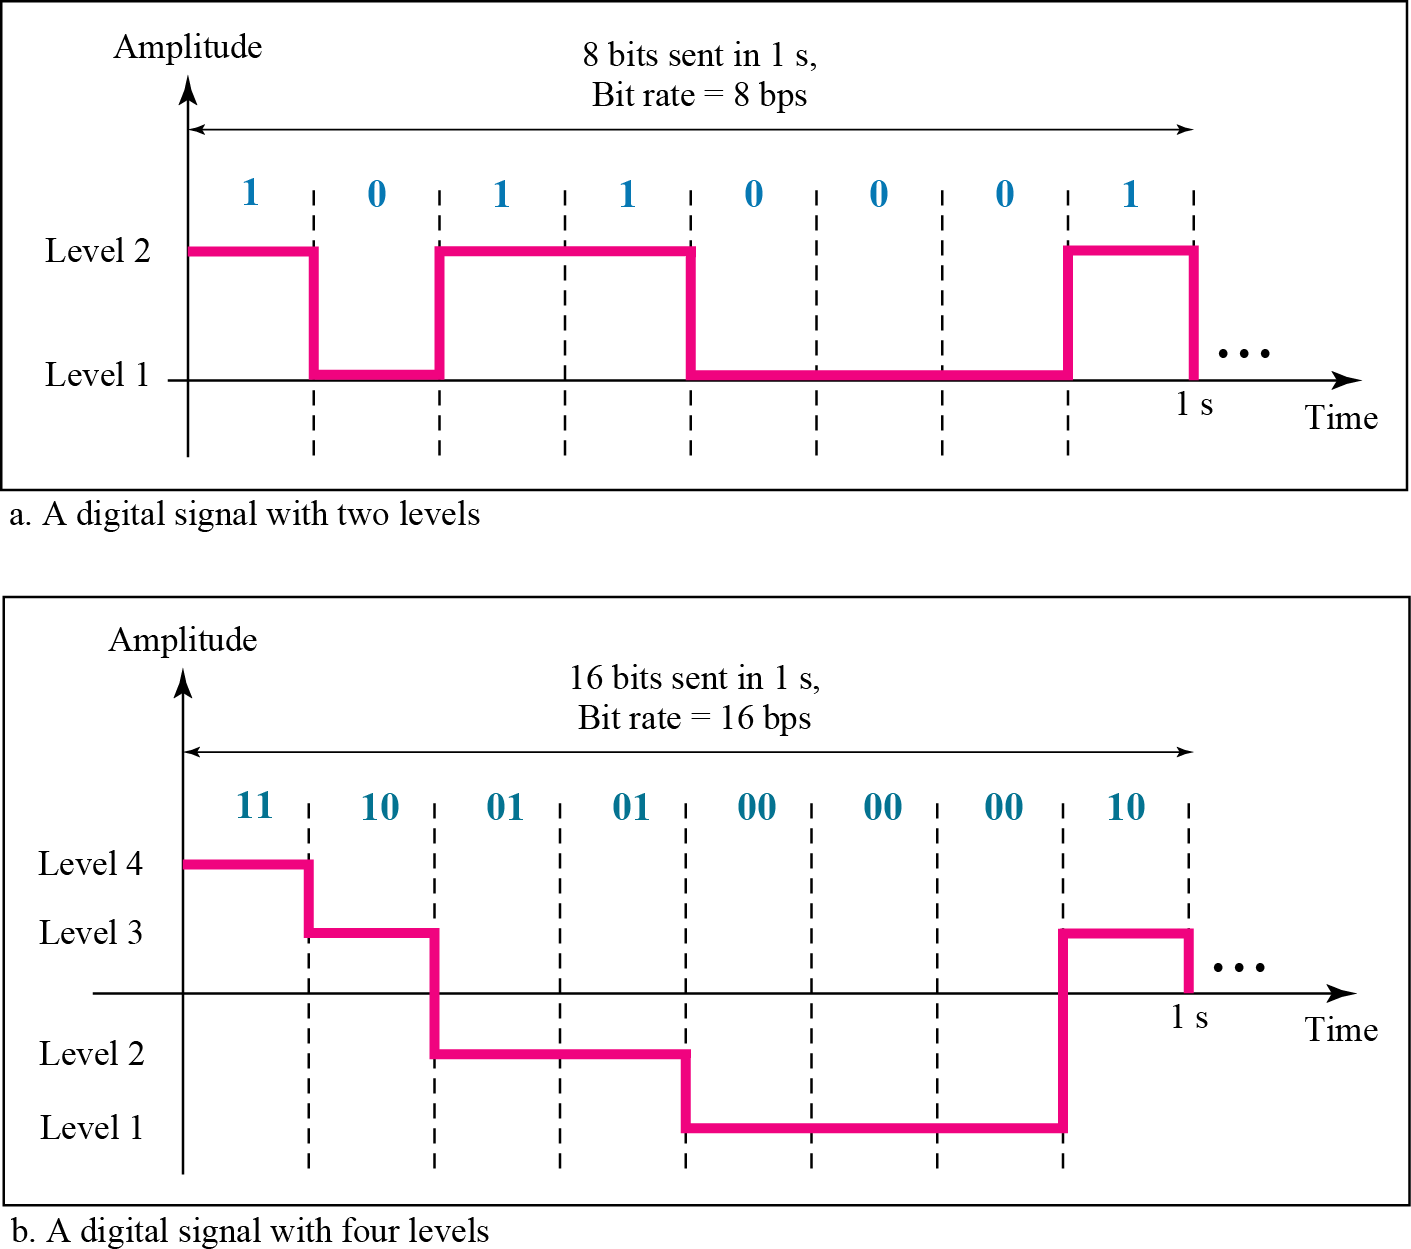 Amplitude
8 bits sent in 1 s,
Bit rate = 8 bps
1 0 1 1 0 0 0 1
Level 2
Level 1
...
1 s
Time
a. A digital signal with two levels
Amplitude
16 bits sent in 1 s,
Bit rate = 16 bps
11 10 01 01 00 00 00 10
Level 4
Level 3
...
1 s
Time
Level 2
Level 1
b. A digital signal with four levels